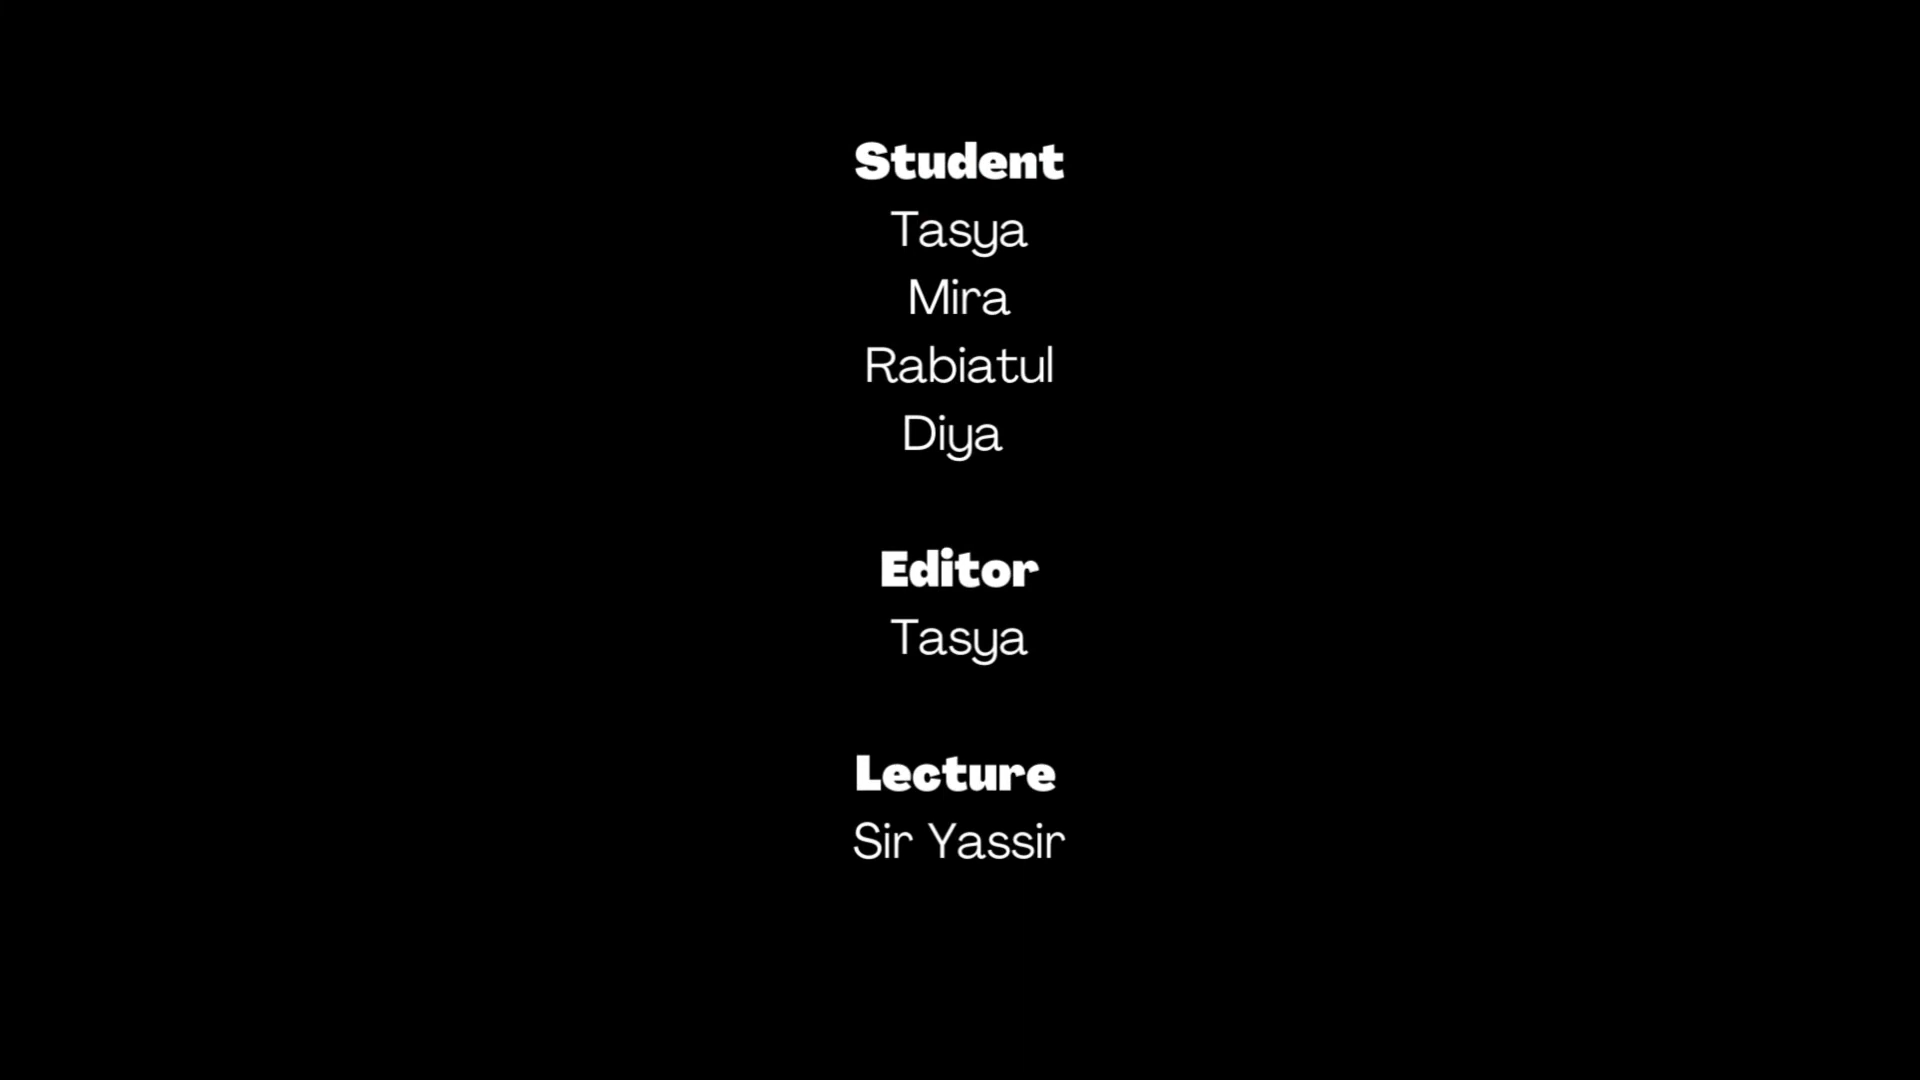 Student
Tasya
Mira
Rabiatul
Diya
Editor
Tasya
Lecture
Sir Yassir